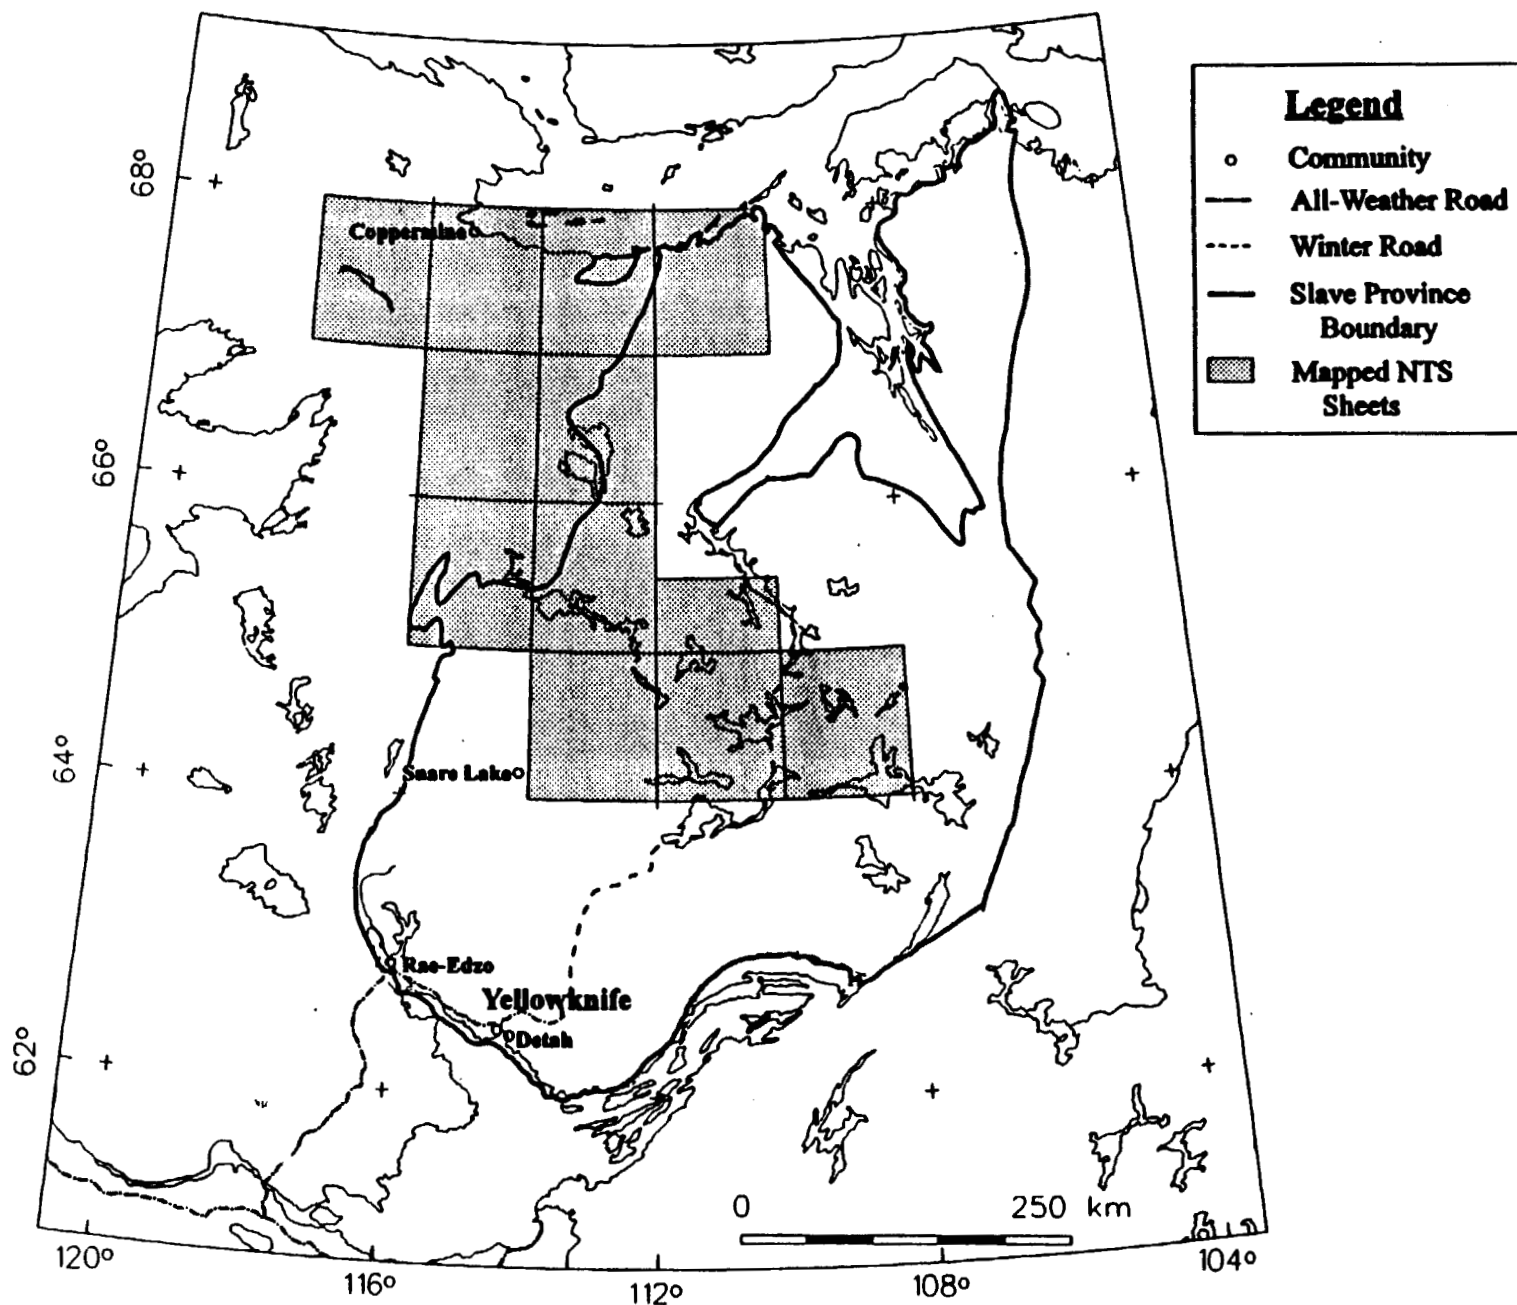 Legend
Community
All-Weather Road
Winter Road
Slave Province
Boundary
Mapped NTS
Sheets
68°
66°
64°
62°
Coppermine
Snare Lake
Rae-Edzo
Yellowknife
Detah
0 250 km
120° 116° 112° 108° 104°